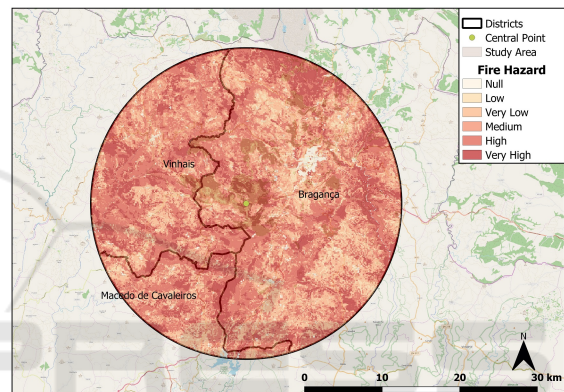 Districts
Central Point
Study Area
Fire Hazard
Null
Low
Very Low
Medium
High
Very High
Vinhais
Bragança
Macedo de Cavaleiros
N
0 10 20 30 km
PRESS